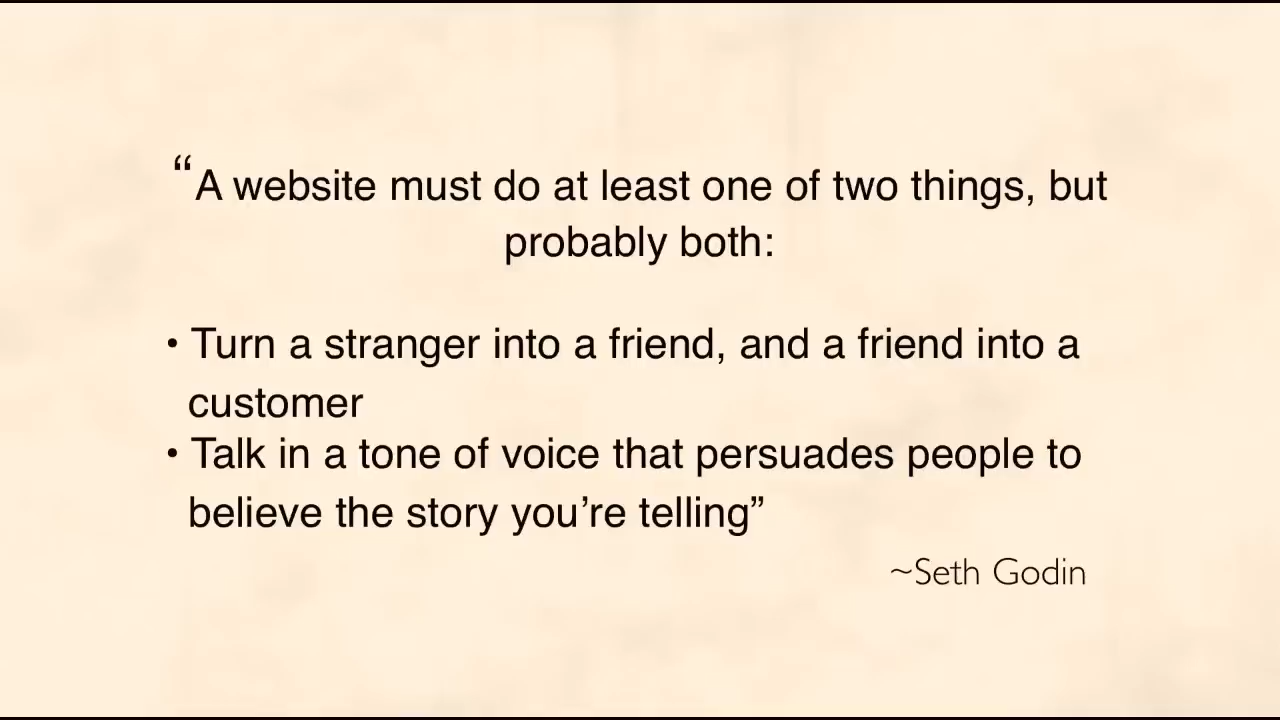 “A website must do at least one of two things, but
probably both:
• Turn a stranger into a friend, and a friend into a
customer
• Talk in a tone of voice that persuades people to
believe the story you’re telling”
~Seth Godin